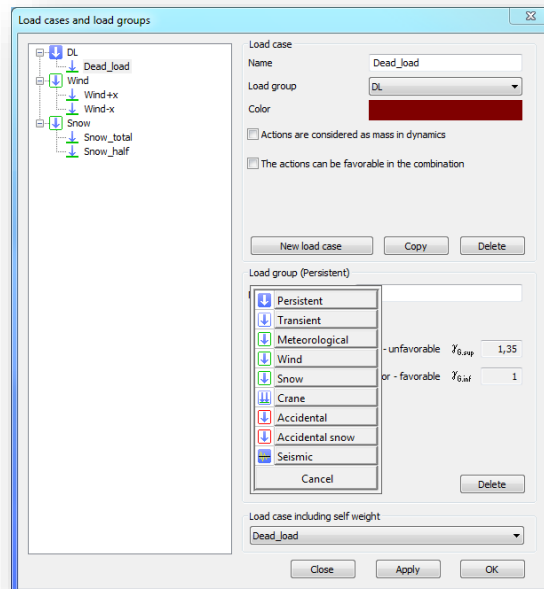 Load cases and load groups
DL
Dead_load
Wind
Wind+x
Wind-x
Snow
Snow_total
Snow_half
Load case
Name Dead_load
Load group DL
Color
Actions are considered as mass in dynamics
The actions can be favorable in the combination
New load case Copy Delete
Load group (Persistent)
Persistent
Transient
Meteorological
Wind
Snow
Crane
Accidental
Accidental snow
Seismic
Cancel
- unfavorable γG.sup 1,35
or - favorable γG.inf 1
Delete
Load case including self weight
Dead_load
Close Apply OK